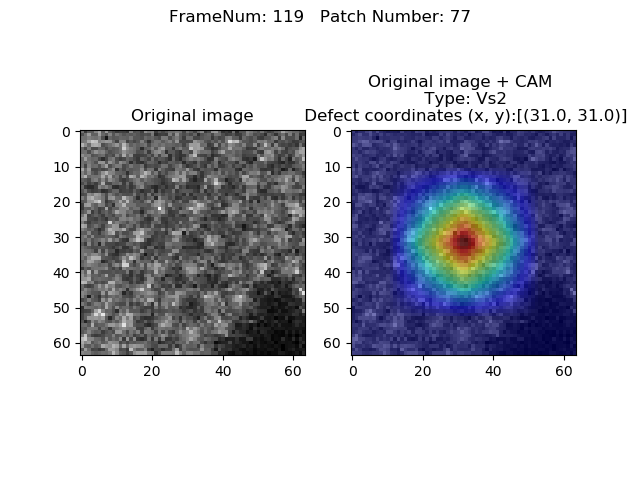 FrameNum: 119   Patch Number: 77
Original image
Original image + CAM
Type: Vs2
Defect coordinates (x, y):[(31.0, 31.0)]
0
10
20
30
40
50
60
0 20 40 60
0
10
20
30
40
50
60
0 20 40 60